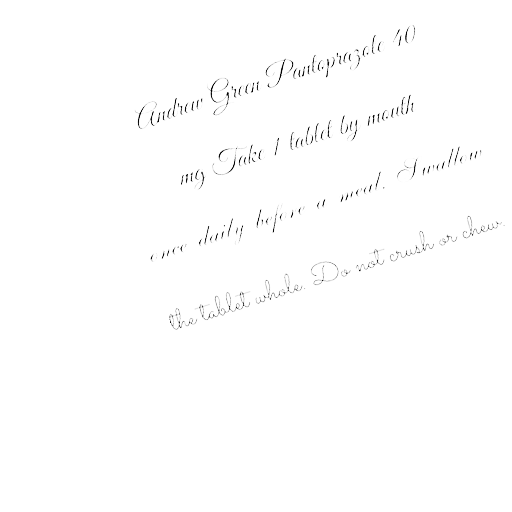 Andrew Green Pantoprazole 40
mg Take 1 tablet by mouth
once daily before a meal. Swallow
the tablet whole. Do not crush or chew.